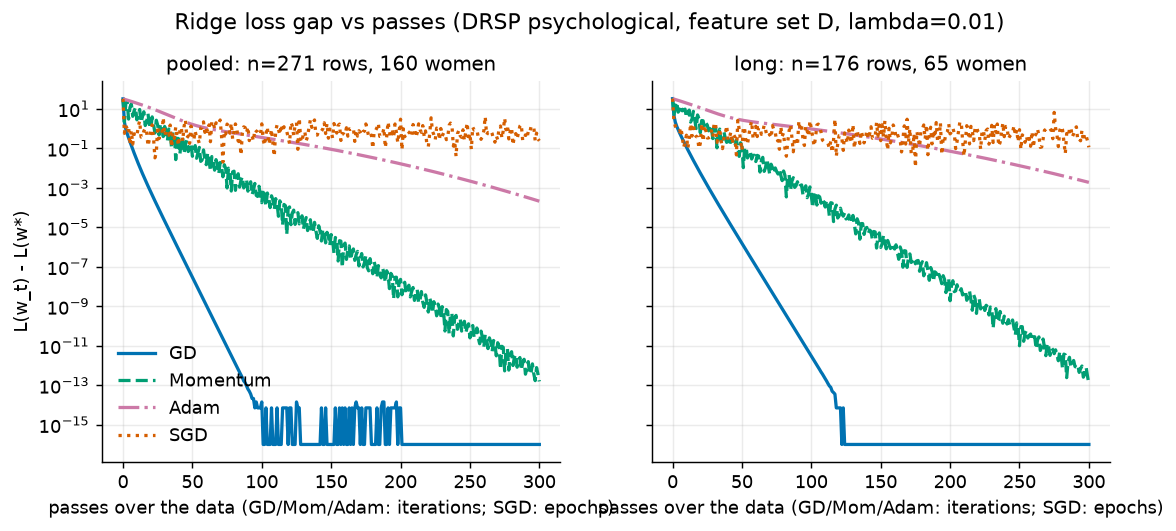 Ridge loss gap vs passes (DRSP psychological, feature set D, lambda=0.01)
pooled: n=271 rows, 160 women
long: n=176 rows, 65 women
L(w_t) - L(w*)
10^1
10^-1
10^-3
10^-5
10^-7
10^-9
10^-11
10^-13
10^-15
GD
Momentum
Adam
SGD
0 50 100 150 200 250 300
0 50 100 150 200 250 300
passes over the data (GD/Mom/Adam: iterations; SGD: epochs)
passes over the data (GD/Mom/Adam: iterations; SGD: epochs)